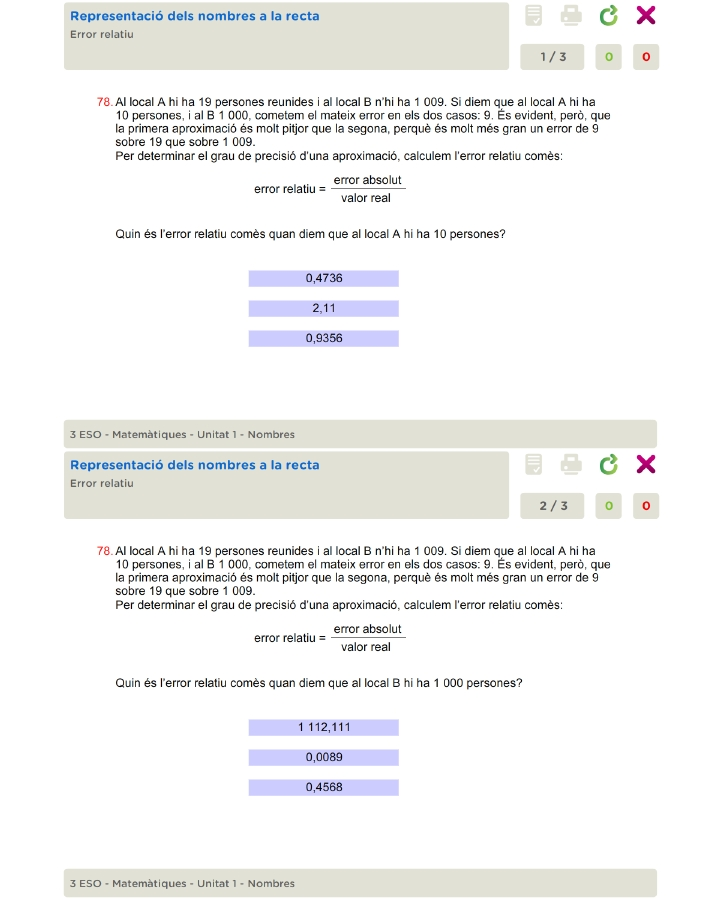 Representació dels nombres a la recta
Error relatiu
1 / 3
0
0
78. Al local A hi ha 19 persones reunides i al local B n'hi ha 1 009. Si diem que al local A hi ha
10 persones, i al B 1 000, cometem el mateix error en els dos casos: 9. És evident, però, que
la primera aproximació és molt pitjor que la segona, perquè és molt més gran un error de 9
sobre 19 que sobre 1 009.
Per determinar el grau de precisió d'una aproximació, calculem l'error relatiu comès:
error relatiu = error absolut
valor real
Quin és l'error relatiu comès quan diem que al local A hi ha 10 persones?
0,4736
2,11
0,9356
3 ESO - Matemàtiques - Unitat 1 - Nombres
Representació dels nombres a la recta
Error relatiu
2 / 3
0
0
78. Al local A hi ha 19 persones reunides i al local B n'hi ha 1 009. Si diem que al local A hi ha
10 persones, i al B 1 000, cometem el mateix error en els dos casos: 9. És evident, però, que
la primera aproximació és molt pitjor que la segona, perquè és molt més gran un error de 9
sobre 19 que sobre 1 009.
Per determinar el grau de precisió d'una aproximació, calculem l'error relatiu comès:
error relatiu = error absolut
valor real
Quin és l'error relatiu comès quan diem que al local B hi ha 1 000 persones?
1 112,111
0,0089
0,4568
3 ESO - Matemàtiques - Unitat 1 - Nombres